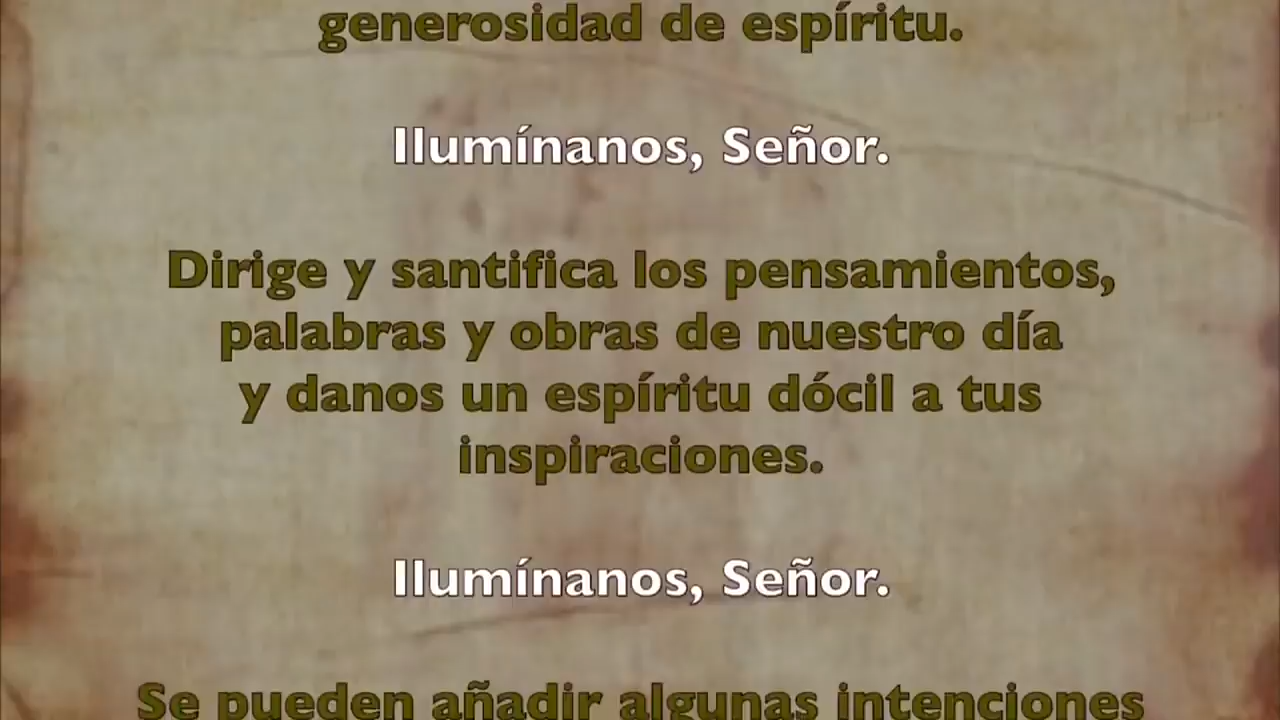 generosidad de espíritu.
Ilumínanos, Señor.
Dirige y santifica los pensamientos,
palabras y obras de nuestro día
y danos un espíritu dócil a tus
inspiraciones.
Ilumínanos, Señor.
Se pueden añadir algunas intenciones